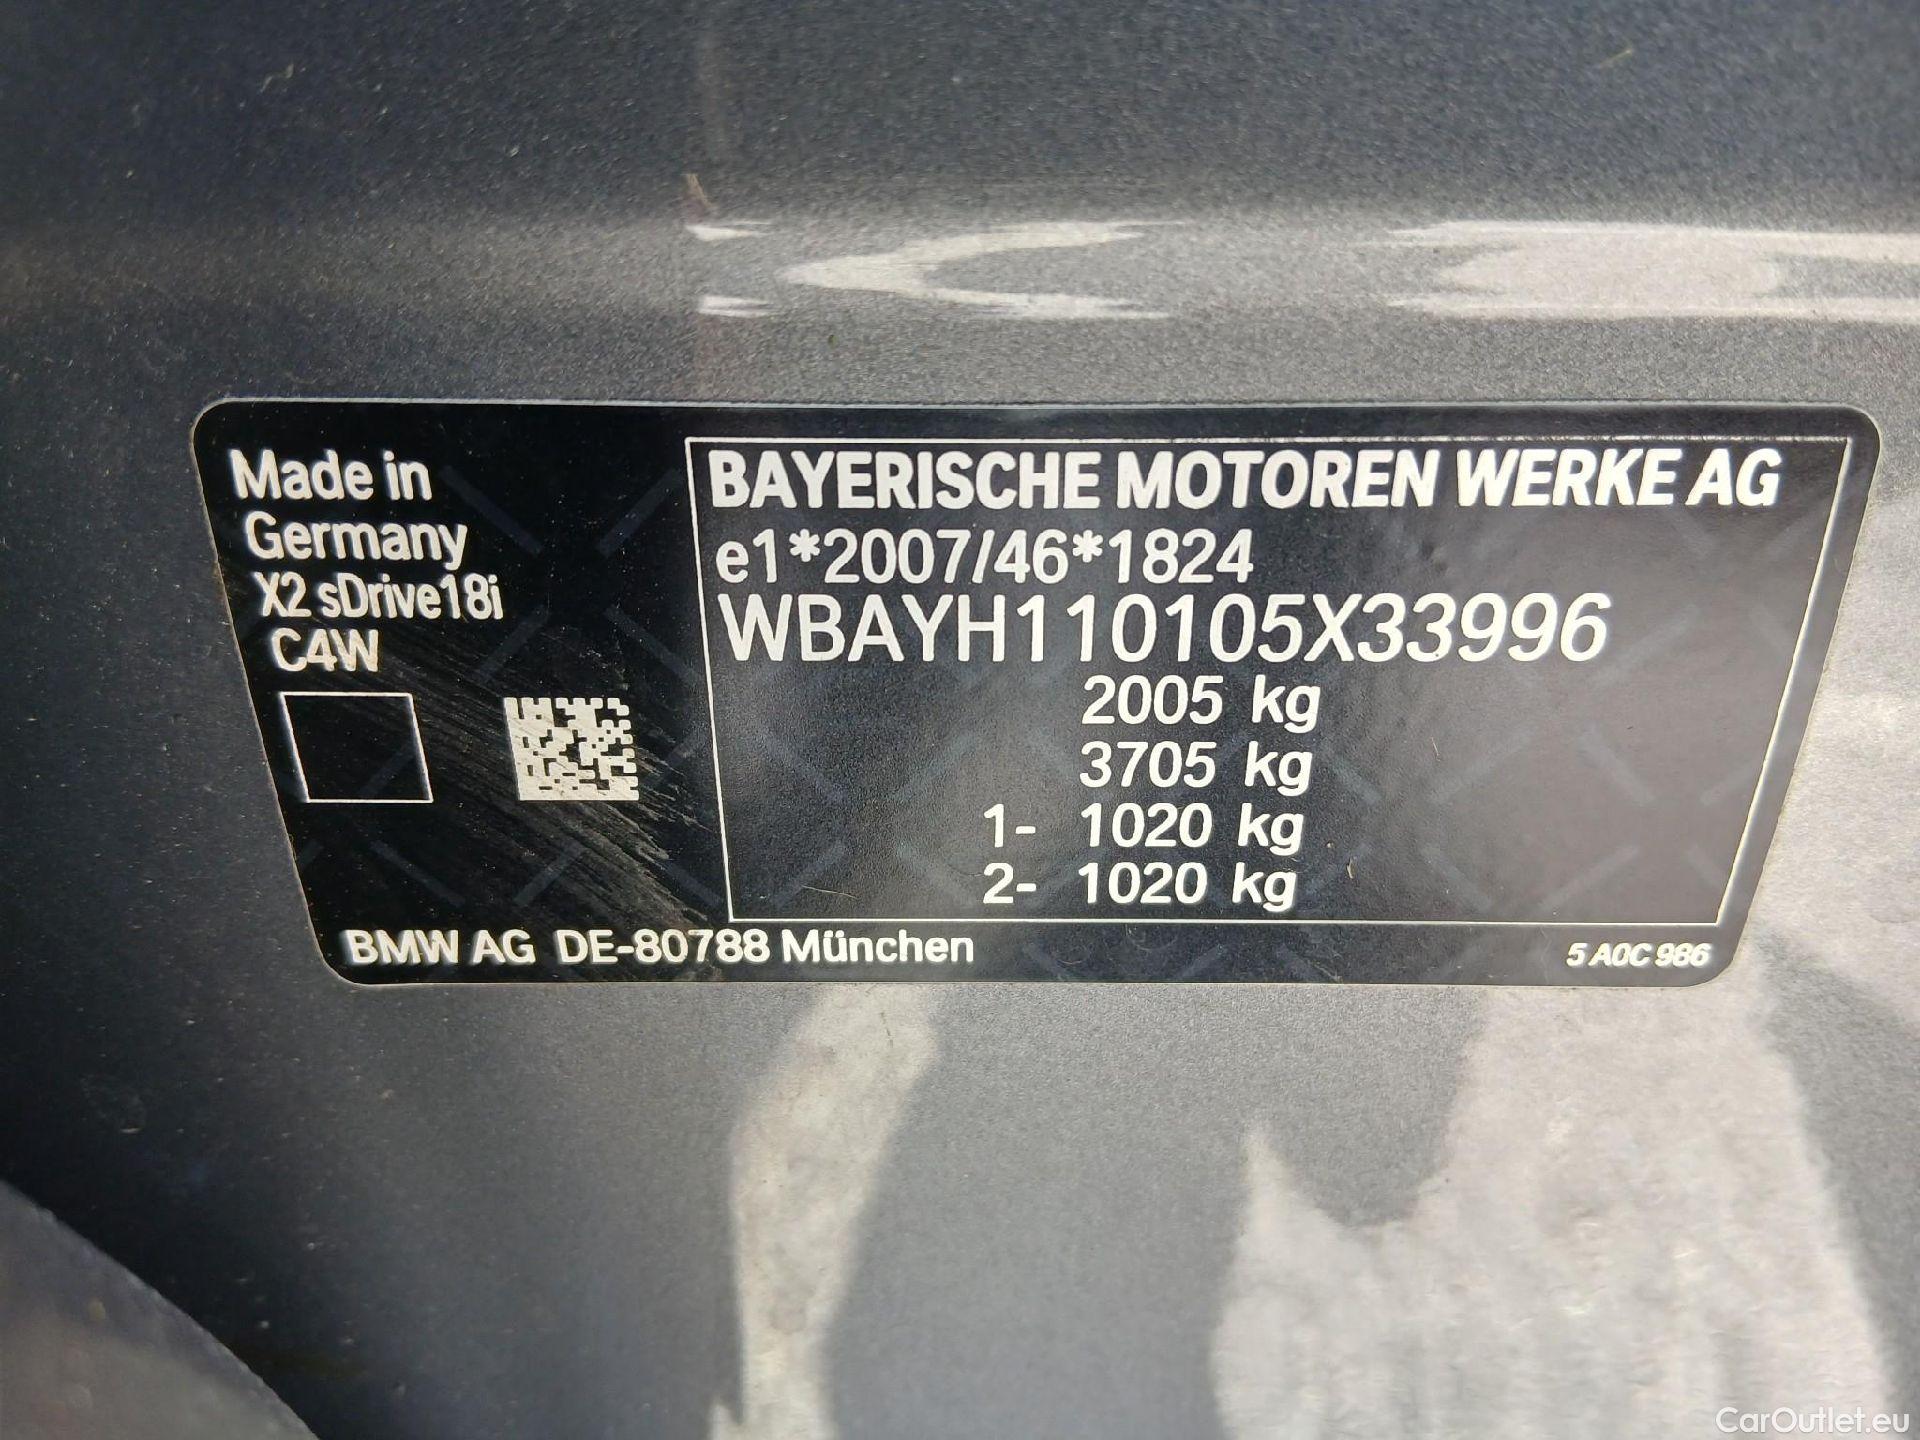 Made in
Germany
X2 sDrive18i
C4W
BAYERISCHE MOTOREN WERKE AG
e1*2007/46*1824
WBAYH110105X33996
2005 kg
3705 kg
1- 1020 kg
2- 1020 kg
BMW AG DE-80788 München
5 A0C 986
CarOutlet.eu